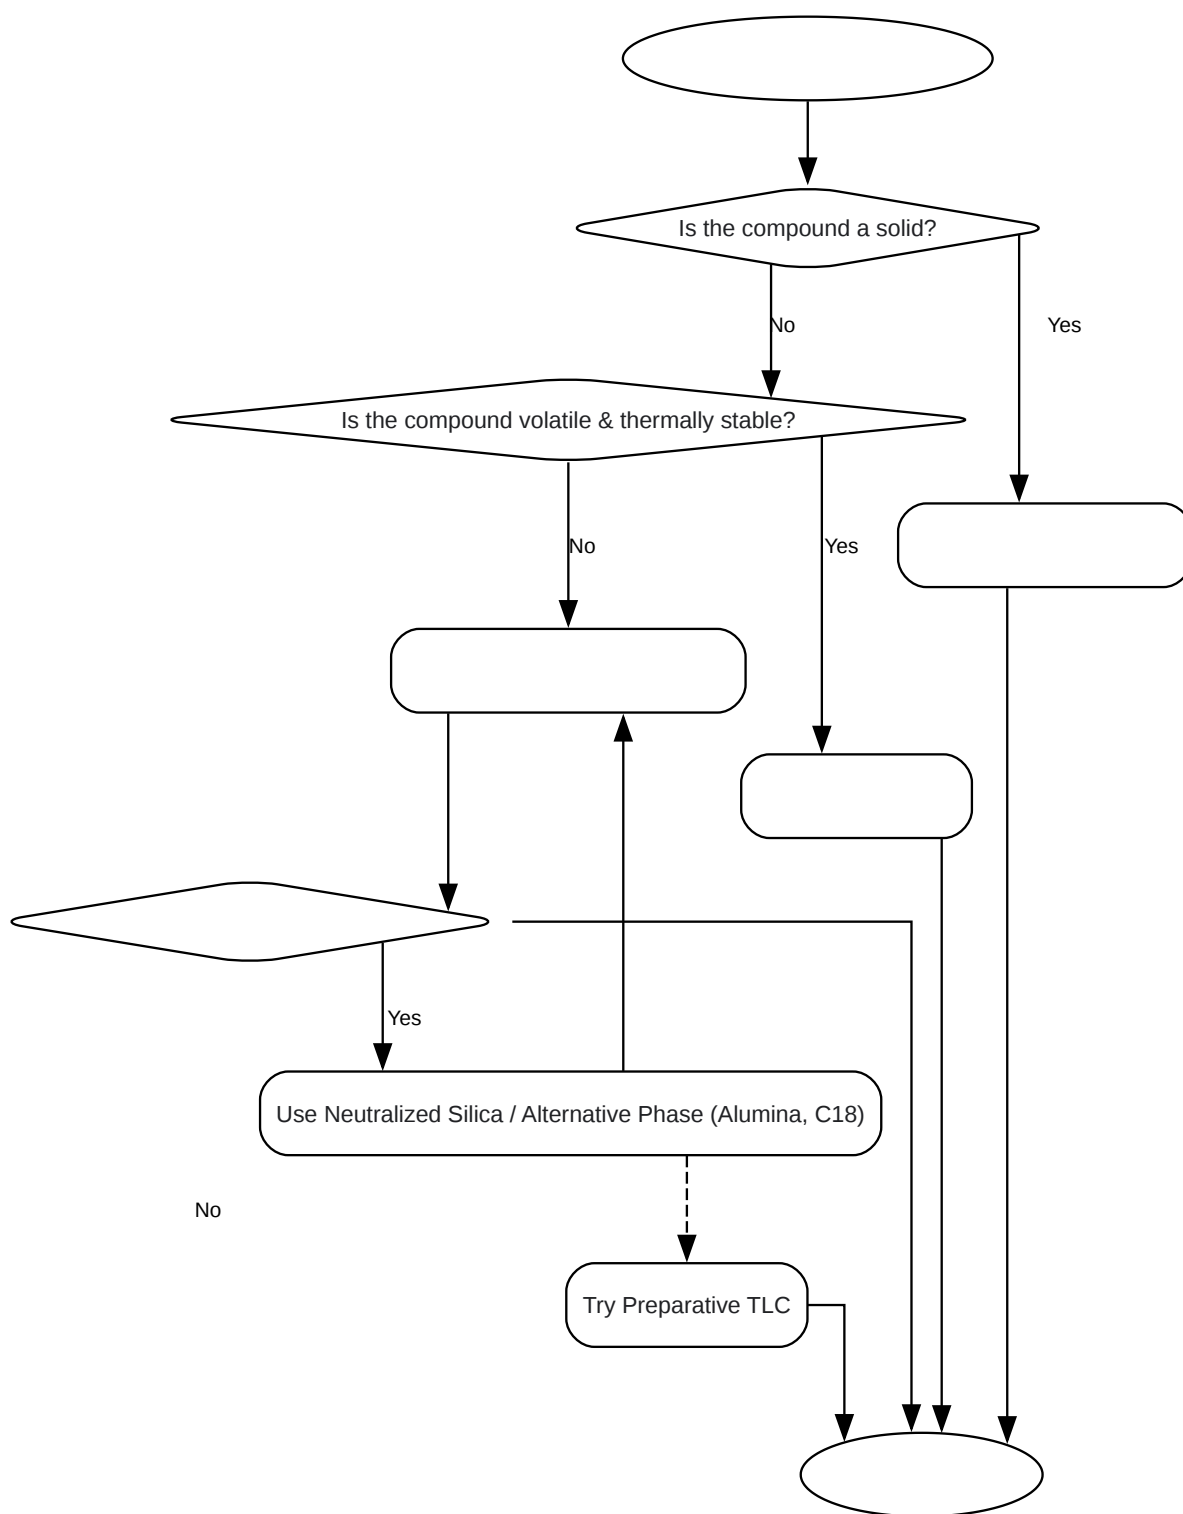 Is the compound a solid?
No
Yes
Is the compound volatile & thermally stable?
No
Yes
Yes
Use Neutralized Silica / Alternative Phase (Alumina, C18)
No
Try Preparative TLC